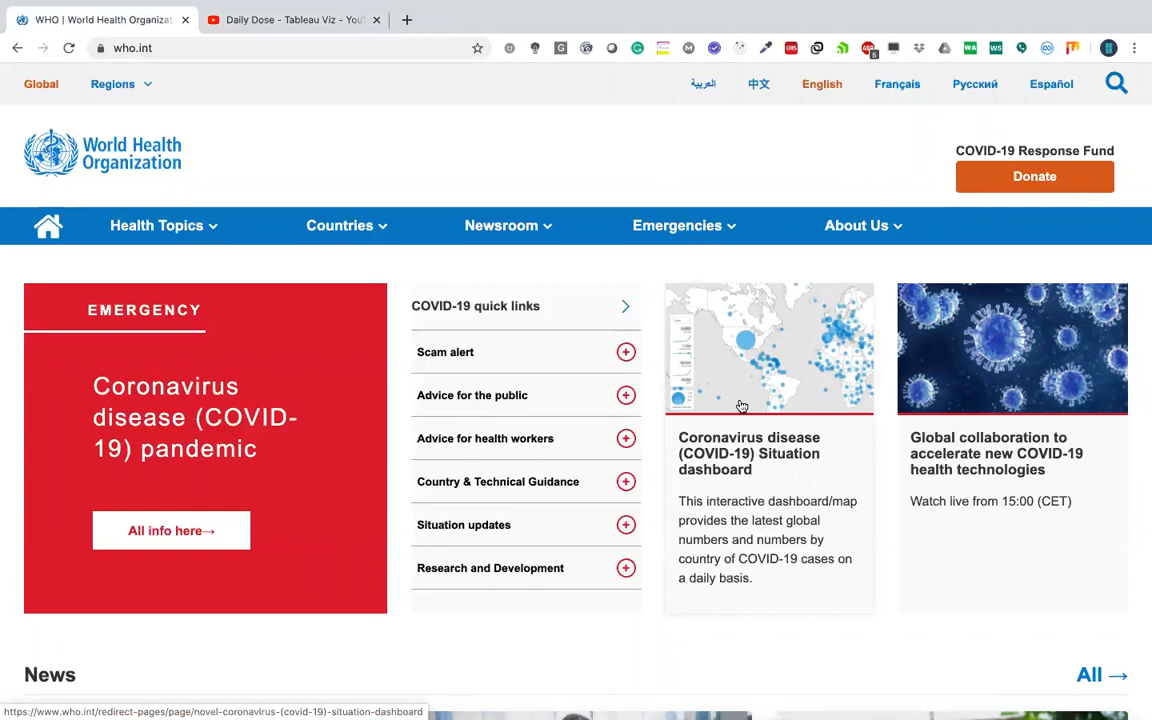 WHO | World Health Organizat
Daily Dose - Tableau Viz - You
who.int
Global
Regions
العربية
中文
English
Français
Русский
Español
World Health
Organization
COVID-19 Response Fund
Donate
Health Topics
Countries
Newsroom
Emergencies
About Us
EMERGENCY
Coronavirus
disease (COVID-
19) pandemic
All info here→
COVID-19 quick links
Scam alert
Advice for the public
Advice for health workers
Country & Technical Guidance
Situation updates
Research and Development
Coronavirus disease
(COVID-19) Situation
dashboard
This interactive dashboard/map
provides the latest global
numbers and numbers by
country of COVID-19 cases on
a daily basis.
Global collaboration to
accelerate new COVID-19
health technologies
Watch live from 15:00 (CET)
News
All →
https://www.who.int/redirect-pages/page/novel-coronavirus-(covid-19)-situation-dashboard